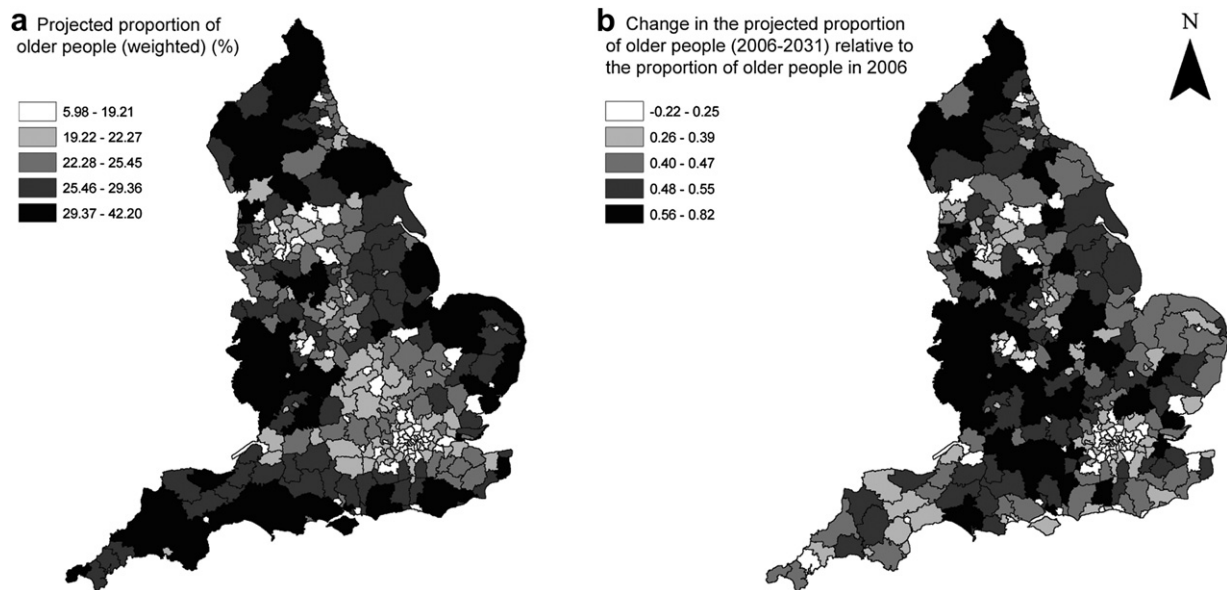 a Projected proportion of
older people (weighted) (%)
5.98 - 19.21
19.22 - 22.27
22.28 - 25.45
25.46 - 29.36
29.37 - 42.20
b Change in the projected proportion
of older people (2006-2031) relative to
the proportion of older people in 2006
-0.22 - 0.25
0.26 - 0.39
0.40 - 0.47
0.48 - 0.55
0.56 - 0.82
N